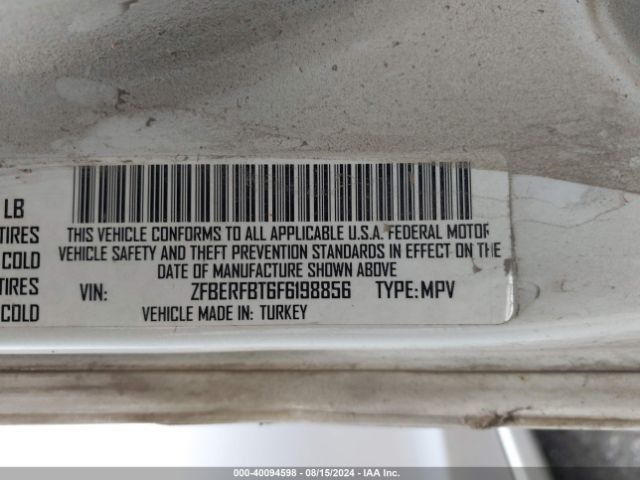 LB
TIRES
COLD
TIRES
COLD
THIS VEHICLE CONFORMS TO ALL APPLICABLE U.S.A. FEDERAL MOTOR
VEHICLE SAFETY AND THEFT PREVENTION STANDARDS IN EFFECT ON THE
DATE OF MANUFACTURE SHOWN ABOVE
VIN: ZFBERFBT6F6198856 TYPE: MPV
VEHICLE MADE IN: TURKEY
000-40094598 - 08/15/2024 - IAA Inc.